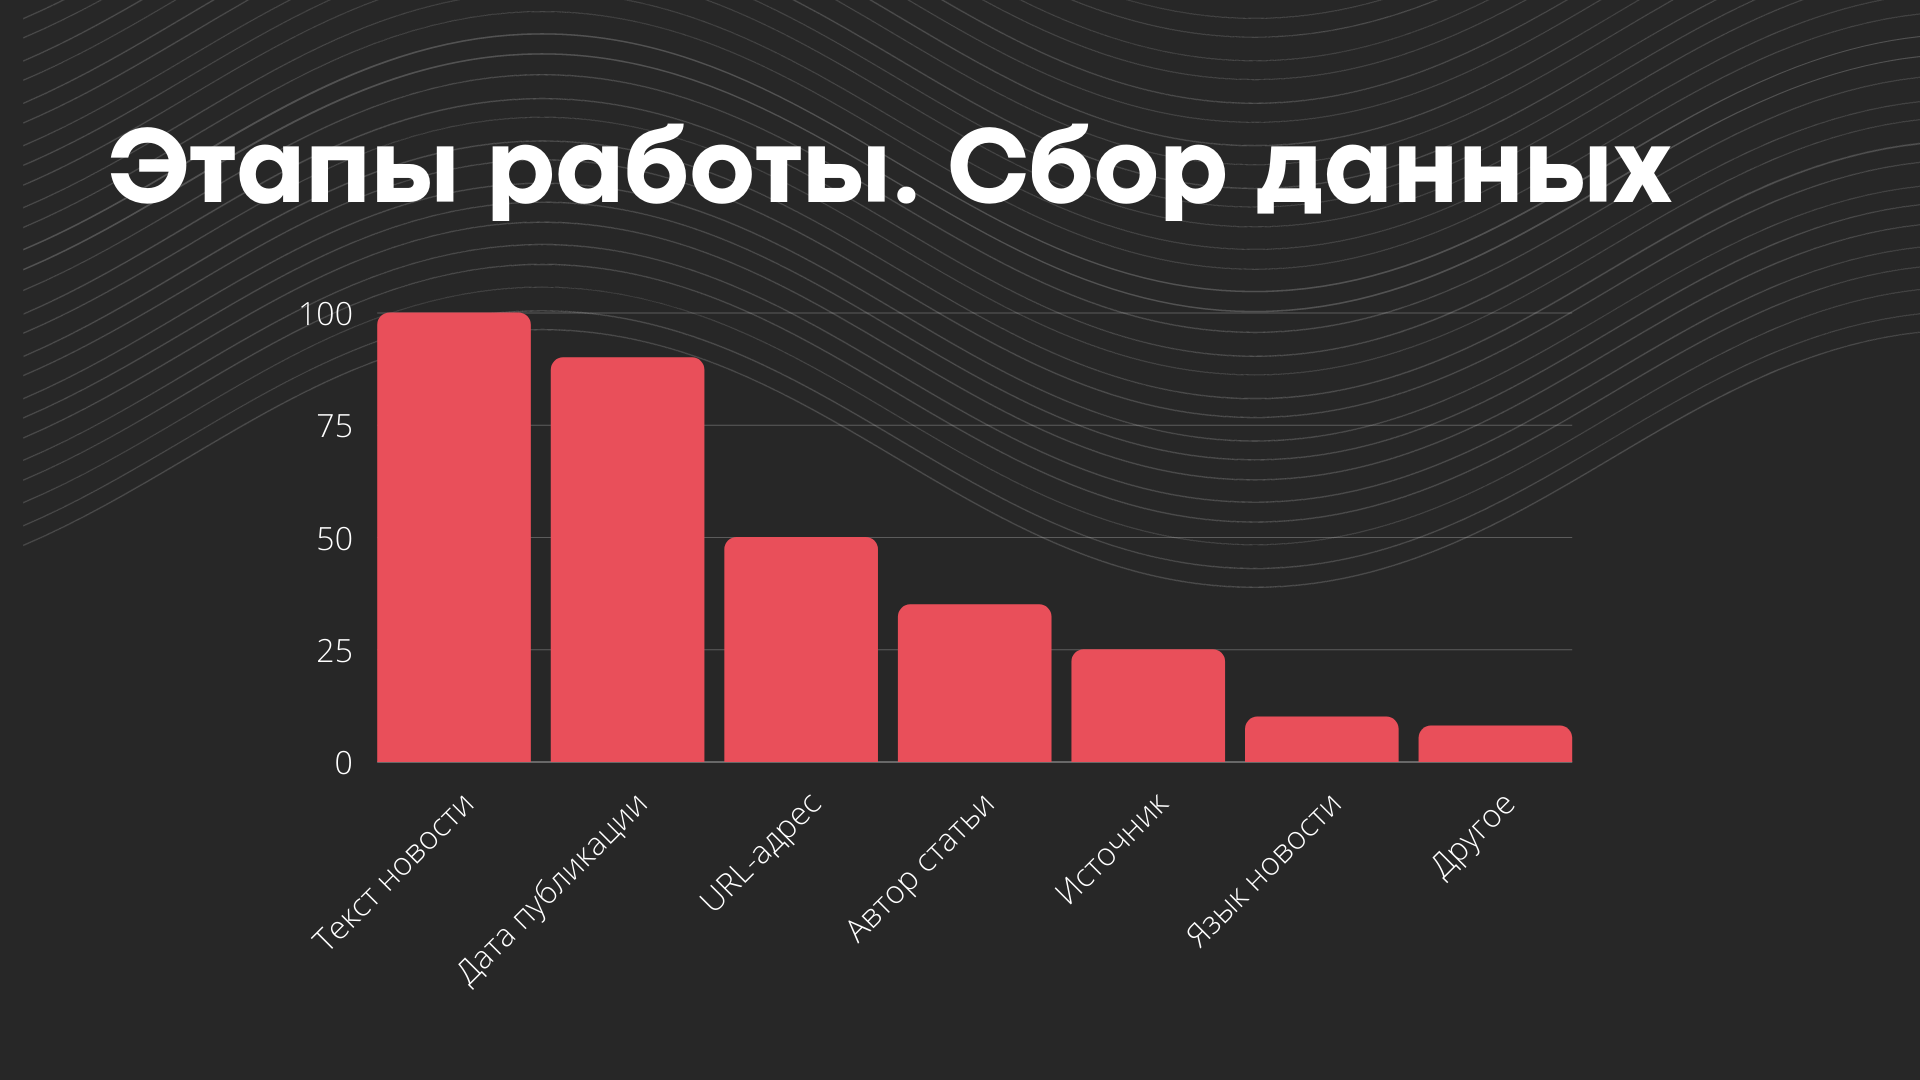 Этапы работы. Сбор данных
100
75
50
25
0
Текст новости
Дата публикации
URL-адрес
Автор статьи
Источник
Язык новости
Другое